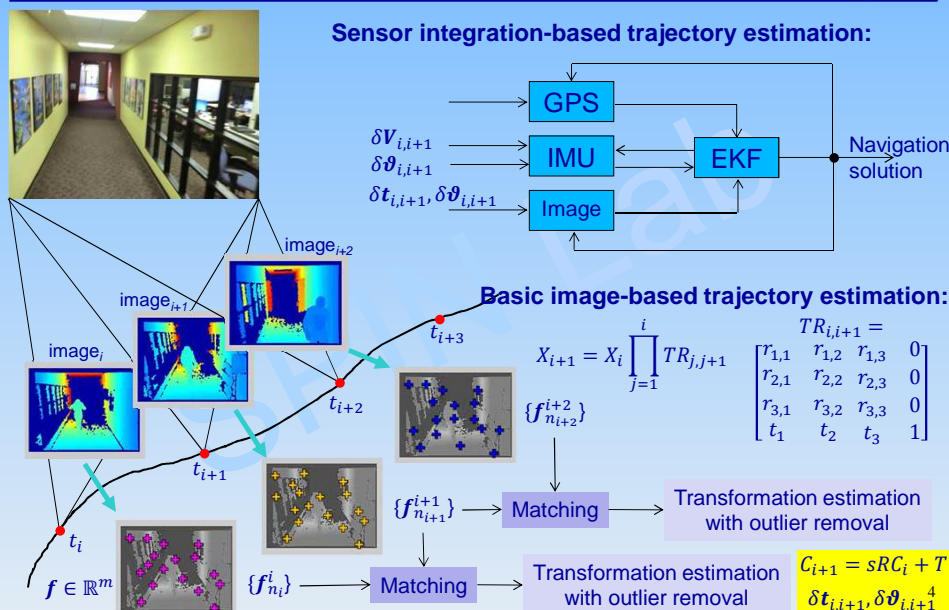 Sensor integration-based trajectory estimation:
GPS
δV_{i,i+1}
δϑ_{i,i+1}
IMU
EKF
Navigation
solution
δt_{i,i+1}, δϑ_{i,i+1}
Image
SPIN Lab
image_{i+2}
image_{i+1}
image_i
Basic image-based trajectory estimation:
t_{i+3}
t_{i+2}
t_{i+1}
t_i
X_{i+1} = X_i ∏_{j=1}^{i} TR_{j,j+1}
TR_{i,i+1} =
r_{1,1} r_{1,2} r_{1,3} 0
r_{2,1} r_{2,2} r_{2,3} 0
r_{3,1} r_{3,2} r_{3,3} 0
t_1 t_2 t_3 1
{f^{i+2}_{n_{i+2}}}
{f^{i+1}_{n_{i+1}}}
Matching
Transformation estimation
with outlier removal
f ∈ ℝ^m
{f^i_{n_i}}
Matching
Transformation estimation
with outlier removal
C_{i+1} = sRC_i + T
δt_{i,i+1}, δϑ_{i,i+1}
4